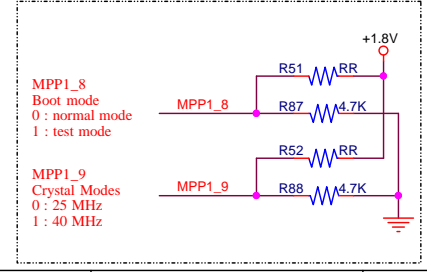 +1.8V
R51 RR
MPP1_8
Boot mode
0 : normal mode
1 : test mode
MPP1_8
R87 4.7K
R52 RR
MPP1_9
Crystal Modes
0 : 25 MHz
1 : 40 MHz
MPP1_9
R88 4.7K